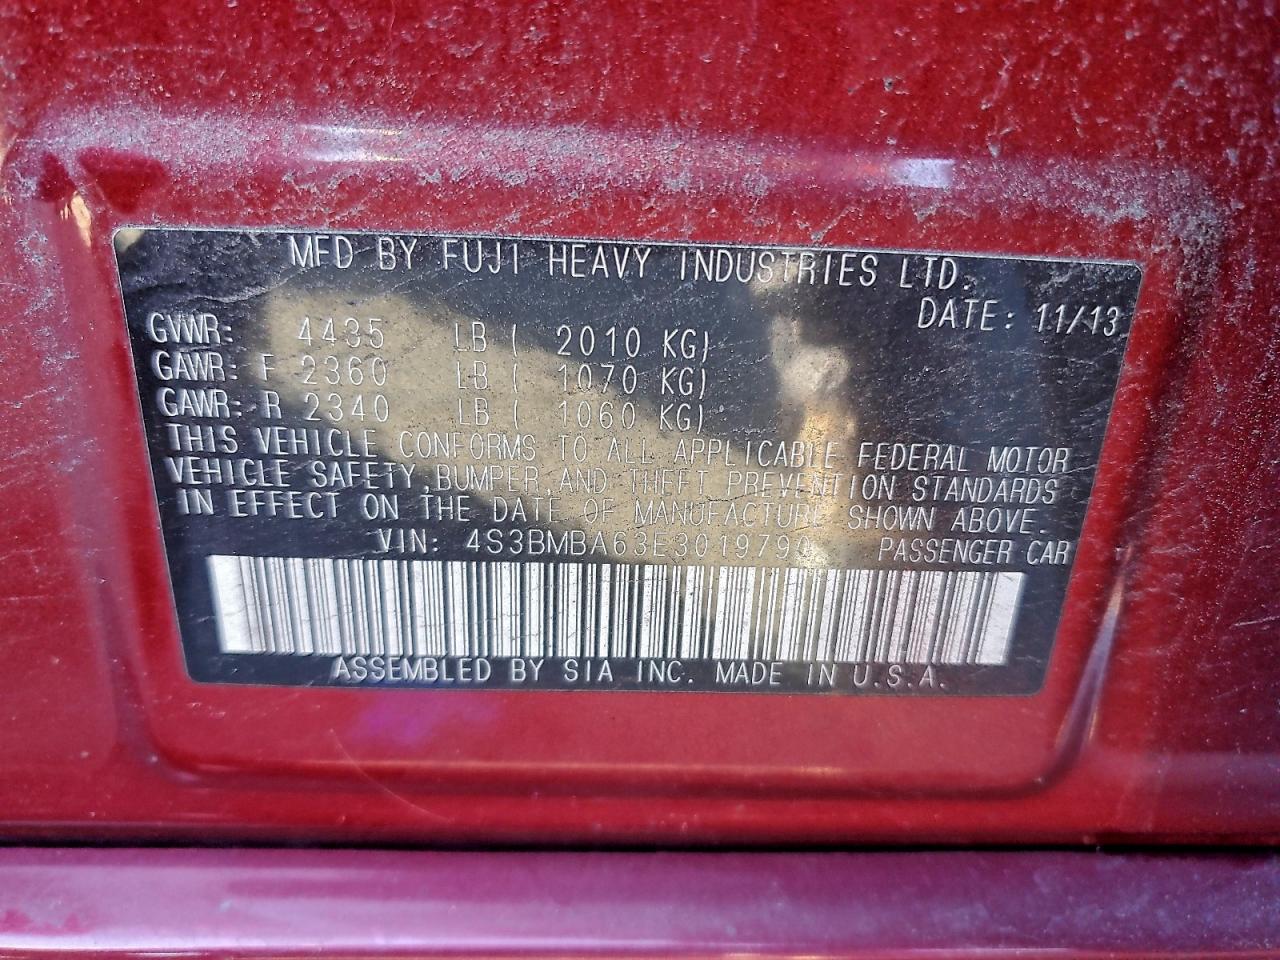 MFD BY FUJI HEAVY INDUSTRIES LTD.
DATE: 11/13
GVWR: 4435 LB ( 2010 KG)
GAWR: F 2360 LB ( 1070 KG)
GAWR: R 2340 LB ( 1060 KG)
THIS VEHICLE CONFORMS TO ALL APPLICABLE FEDERAL MOTOR
VEHICLE SAFETY,BUMPER,AND THEFT PREVENTION STANDARDS
IN EFFECT ON THE DATE OF MANUFACTURE SHOWN ABOVE.
VIN: 4S3BMBA63E3019790 PASSENGER CAR
ASSEMBLED BY SIA INC. MADE IN U.S.A.